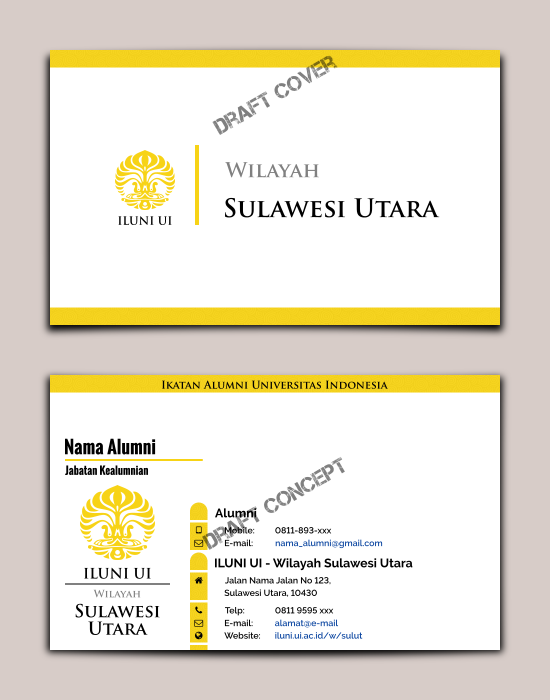 DRAFT COVER
WILAYAH
SULAWESI UTARA
ILUNI UI
IKATAN ALUMNI UNIVERSITAS INDONESIA
Nama Alumni
Jabatan Kealumnian
DRAFT CONCEPT
ILUNI UI
WILAYAH
SULAWESI
UTARA
Alumni
Mobile: 0811-893-xxx
E-mail: nama_alumni@gmail.com
ILUNI UI - Wilayah Sulawesi Utara
Jalan Nama Jalan No 123,
Sulawesi Utara, 10430
Telp: 0811 9595 xxx
E-mail: alamat@e-mail
Website: iluni.ui.ac.id/w/sulut